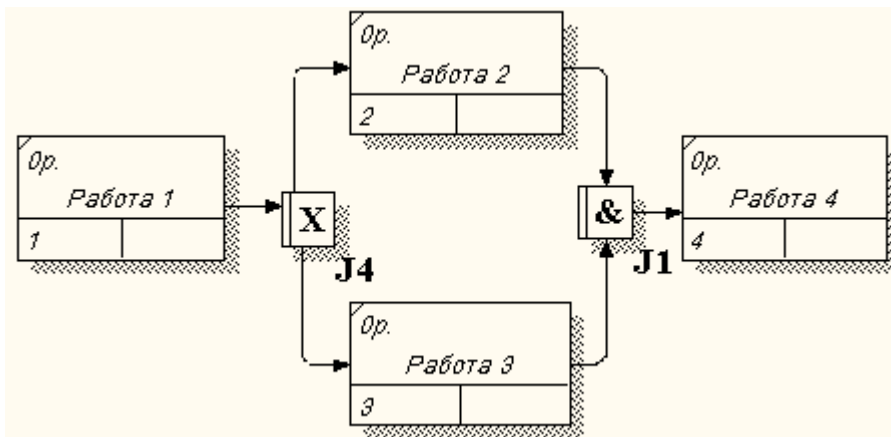 0р.
Работа 2
2
0р.
Работа 1
1
X
J4
&
J1
0р.
Работа 4
4
0р.
Работа 3
3